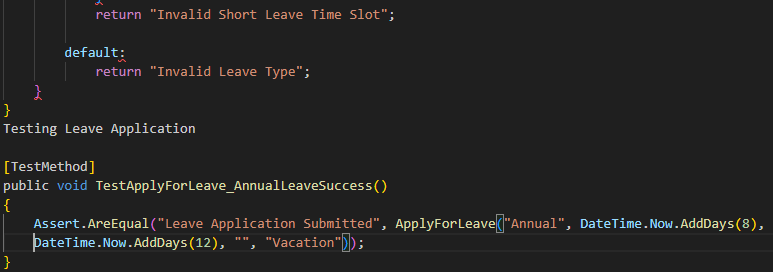 return "Invalid Short Leave Time Slot";
default:
return "Invalid Leave Type";
}
}
Testing Leave Application
[TestMethod]
public void TestApplyForLeave_AnnualLeaveSuccess()
{
Assert.AreEqual("Leave Application Submitted", ApplyForLeave("Annual", DateTime.Now.AddDays(8),
DateTime.Now.AddDays(12), "", "Vacation"));
}